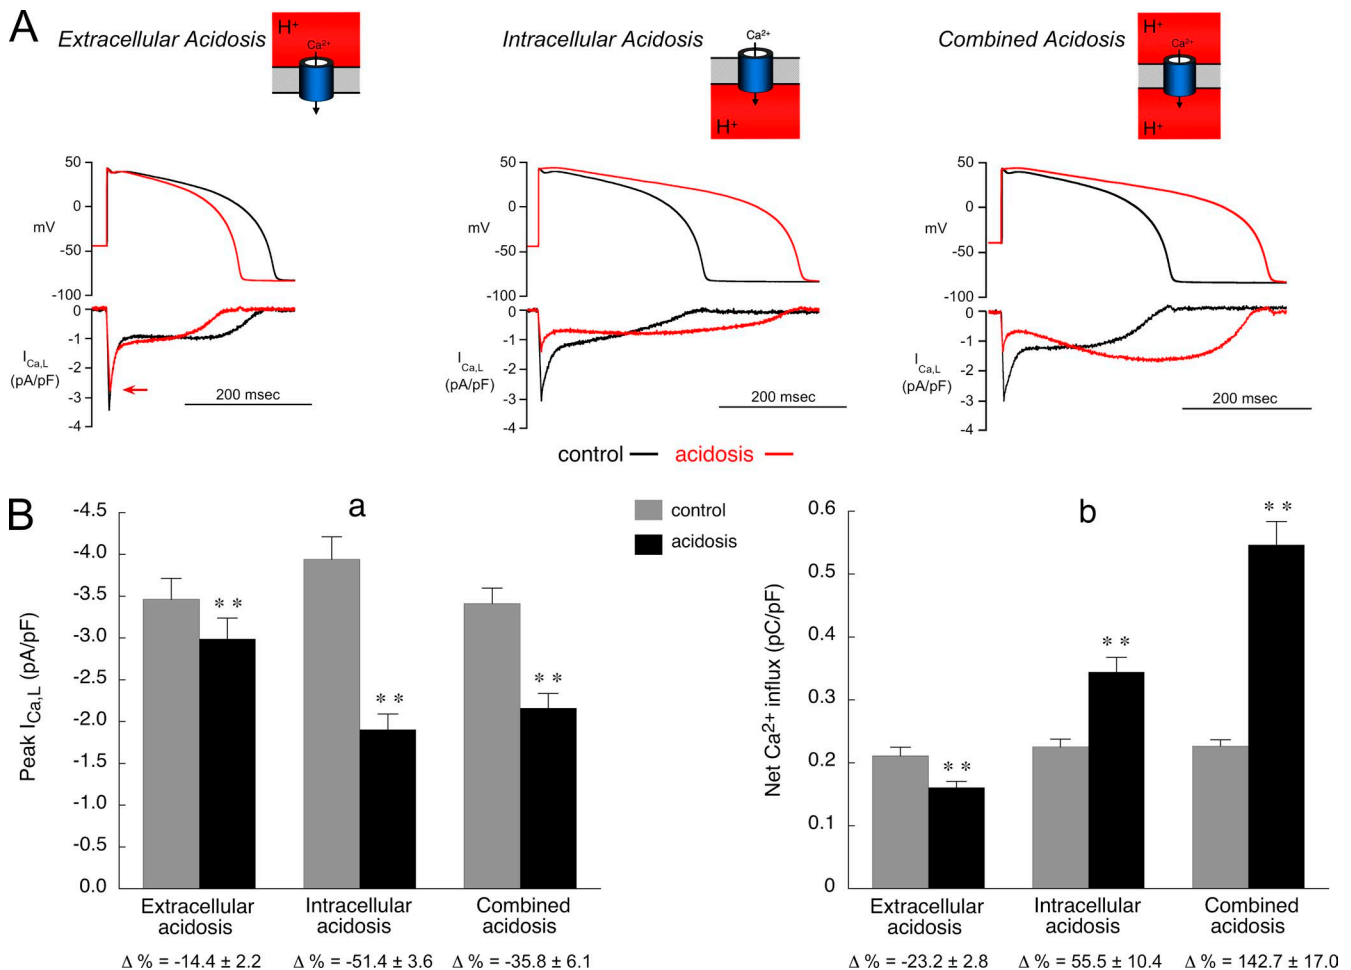 A
Extracellular Acidosis
H+
Ca2+
Intracellular Acidosis
Ca2+
H+
Combined Acidosis
H+
Ca2+
H+
50
0
mV
-50
-100
0
-1
ICa,L
(pA/pF)
-2
-3
-4
200 msec
50
0
mV
-50
-100
0
-1
ICa,L
(pA/pF)
-2
-3
-4
200 msec
50
0
mV
-50
-100
0
-1
ICa,L
(pA/pF)
-2
-3
-4
200 msec
control
acidosis
B
a
control
acidosis
Peak ICa,L (pA/pF)
-4.5
-4.0
-3.5
-3.0
-2.5
-2.0
-1.5
-1.0
-0.5
0.0
**
**
**
Extracellular acidosis
Intracellular acidosis
Combined acidosis
Δ % = -14.4 ± 2.2
Δ % = -51.4 ± 3.6
Δ % = -35.8 ± 6.1
b
Net Ca2+ influx (pC/pF)
0.6
0.5
0.4
0.3
0.2
0.1
0
**
**
**
Extracellular acidosis
Intracellular acidosis
Combined acidosis
Δ % = -23.2 ± 2.8
Δ % = 55.5 ± 10.4
Δ % = 142.7 ± 17.0